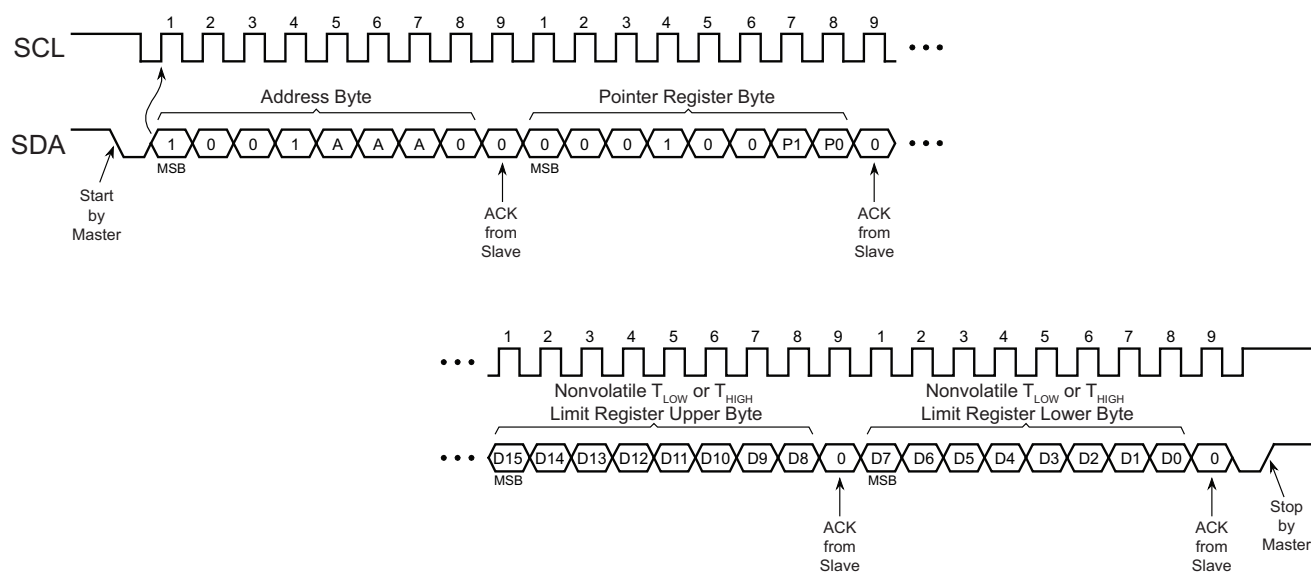 1 2 3 4 5 6 7 8 9 1 2 3 4 5 6 7 8 9
SCL
Address Byte Pointer Register Byte
SDA 1 0 0 1 A A A 0 0 0 0 0 1 0 0 P1 P0 0
MSB MSB
Start
by
Master
ACK
from
Slave
ACK
from
Slave
1 2 3 4 5 6 7 8 9 1 2 3 4 5 6 7 8 9
Nonvolatile TLOW or THIGH
Limit Register Upper Byte
Nonvolatile TLOW or THIGH
Limit Register Lower Byte
D15 D14 D13 D12 D11 D10 D9 D8 0 D7 D6 D5 D4 D3 D2 D1 D0 0
MSB MSB
ACK
from
Slave
ACK
from
Slave
Stop
by
Master